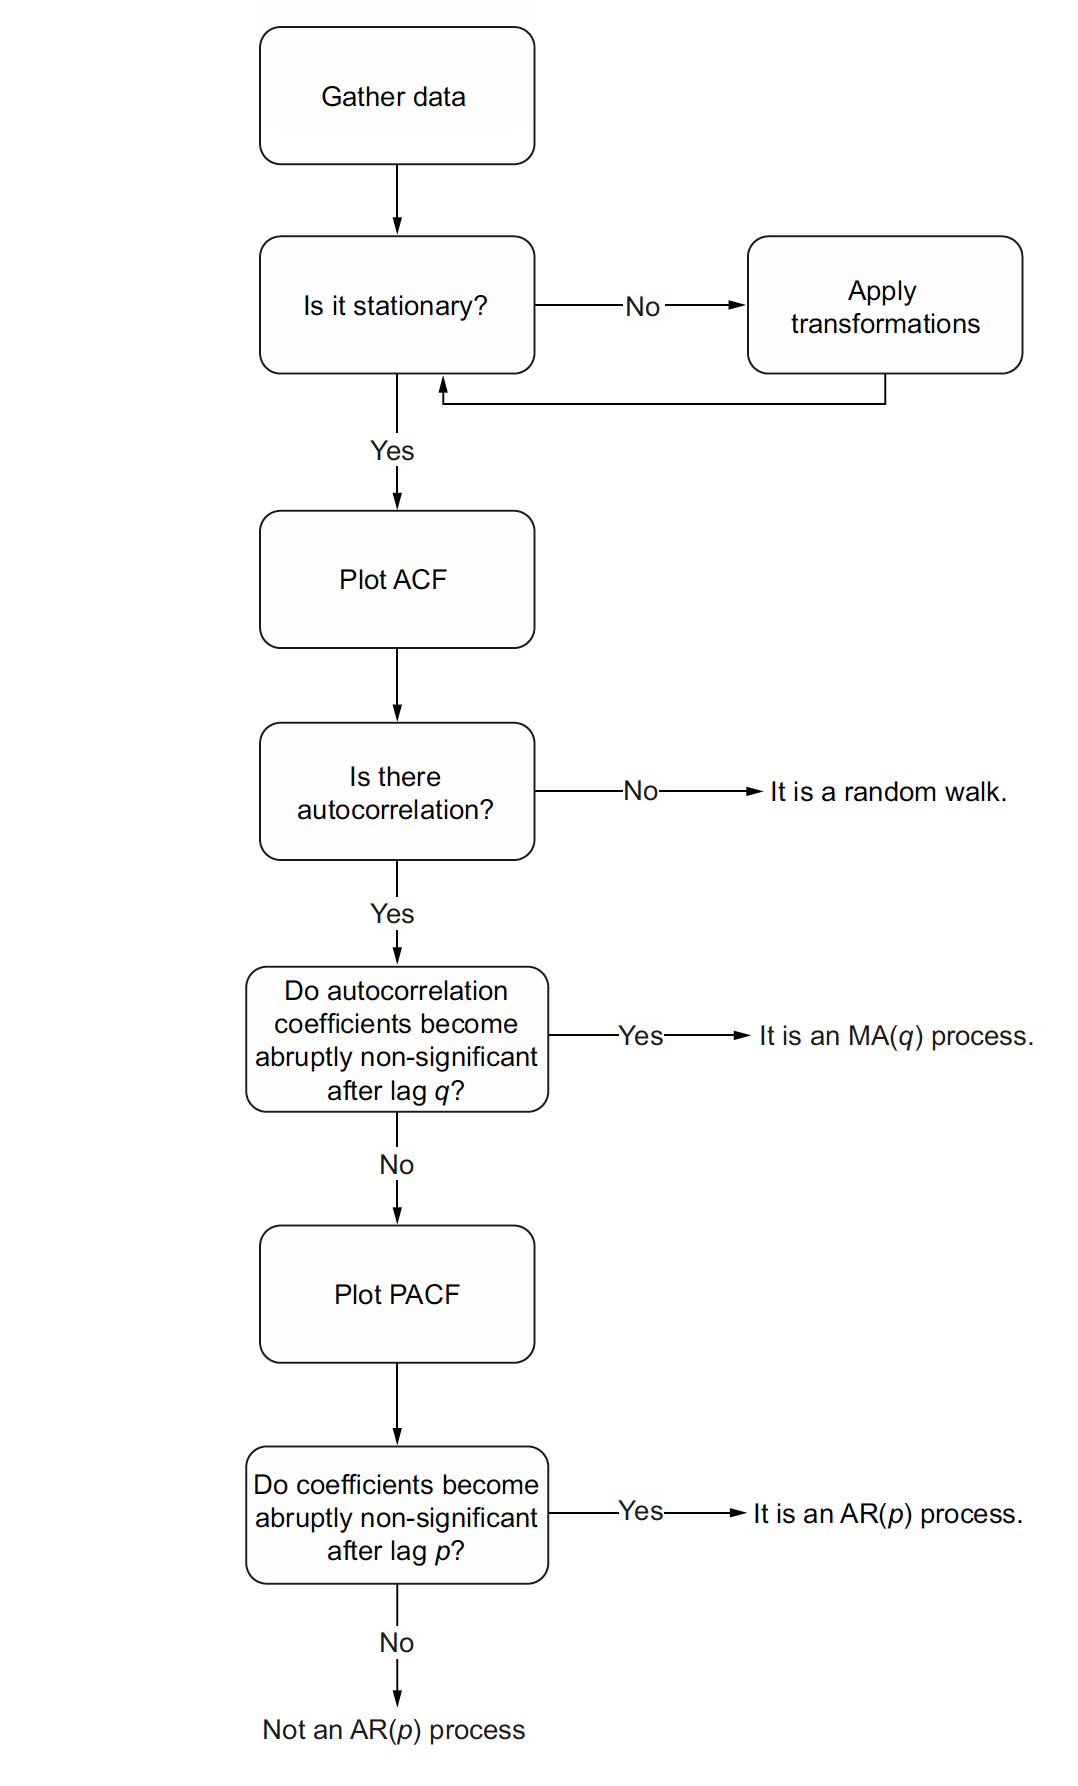 Gather data
Is it stationary?
No
Apply
transformations
Yes
Plot ACF
Is there
autocorrelation?
No
It is a random walk.
Yes
Do autocorrelation
coefficients become
abruptly non-significant
after lag q?
Yes
It is an MA(q) process.
No
Plot PACF
Do coefficients become
abruptly non-significant
after lag p?
Yes
It is an AR(p) process.
No
Not an AR(p) process